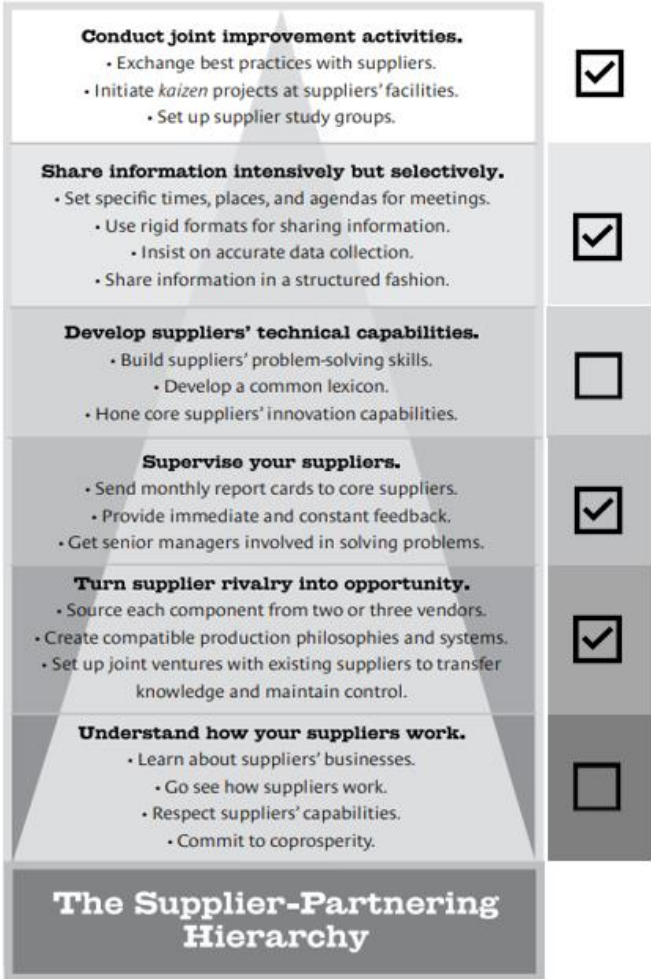 Conduct joint improvement activities.
• Exchange best practices with suppliers.
• Initiate kaizen projects at suppliers' facilities.
• Set up supplier study groups.
Share information intensively but selectively.
• Set specific times, places, and agendas for meetings.
• Use rigid formats for sharing information.
• Insist on accurate data collection.
• Share information in a structured fashion.
Develop suppliers' technical capabilities.
• Build suppliers' problem-solving skills.
• Develop a common lexicon.
• Hone core suppliers' innovation capabilities.
Supervise your suppliers.
• Send monthly report cards to core suppliers.
• Provide immediate and constant feedback.
• Get senior managers involved in solving problems.
Turn supplier rivalry into opportunity.
• Source each component from two or three vendors.
• Create compatible production philosophies and systems.
• Set up joint ventures with existing suppliers to transfer
knowledge and maintain control.
Understand how your suppliers work.
• Learn about suppliers' businesses.
• Go see how suppliers work.
• Respect suppliers' capabilities.
• Commit to coprosperity.
The Supplier-Partnering
Hierarchy